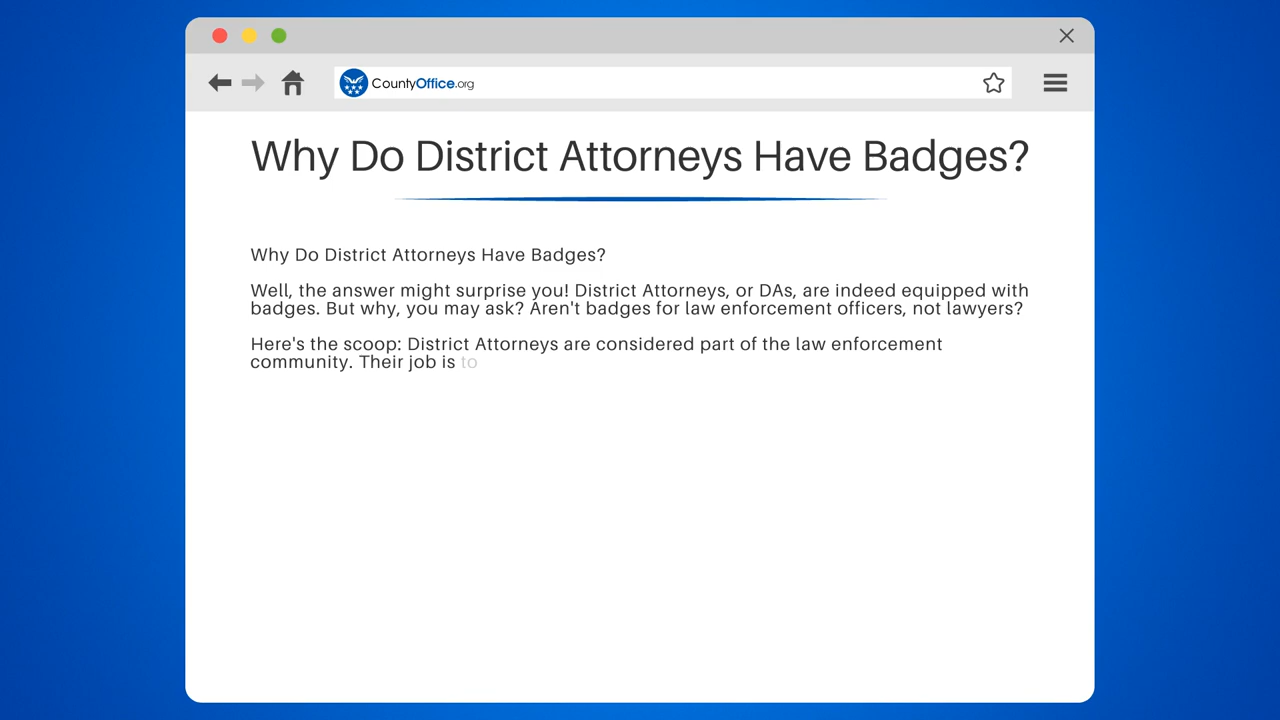 CountyOffice.org
Why Do District Attorneys Have Badges?
Why Do District Attorneys Have Badges?
Well, the answer might surprise you! District Attorneys, or DAs, are indeed equipped with
badges. But why, you may ask? Aren't badges for law enforcement officers, not lawyers?
Here's the scoop: District Attorneys are considered part of the law enforcement
community. Their job is to